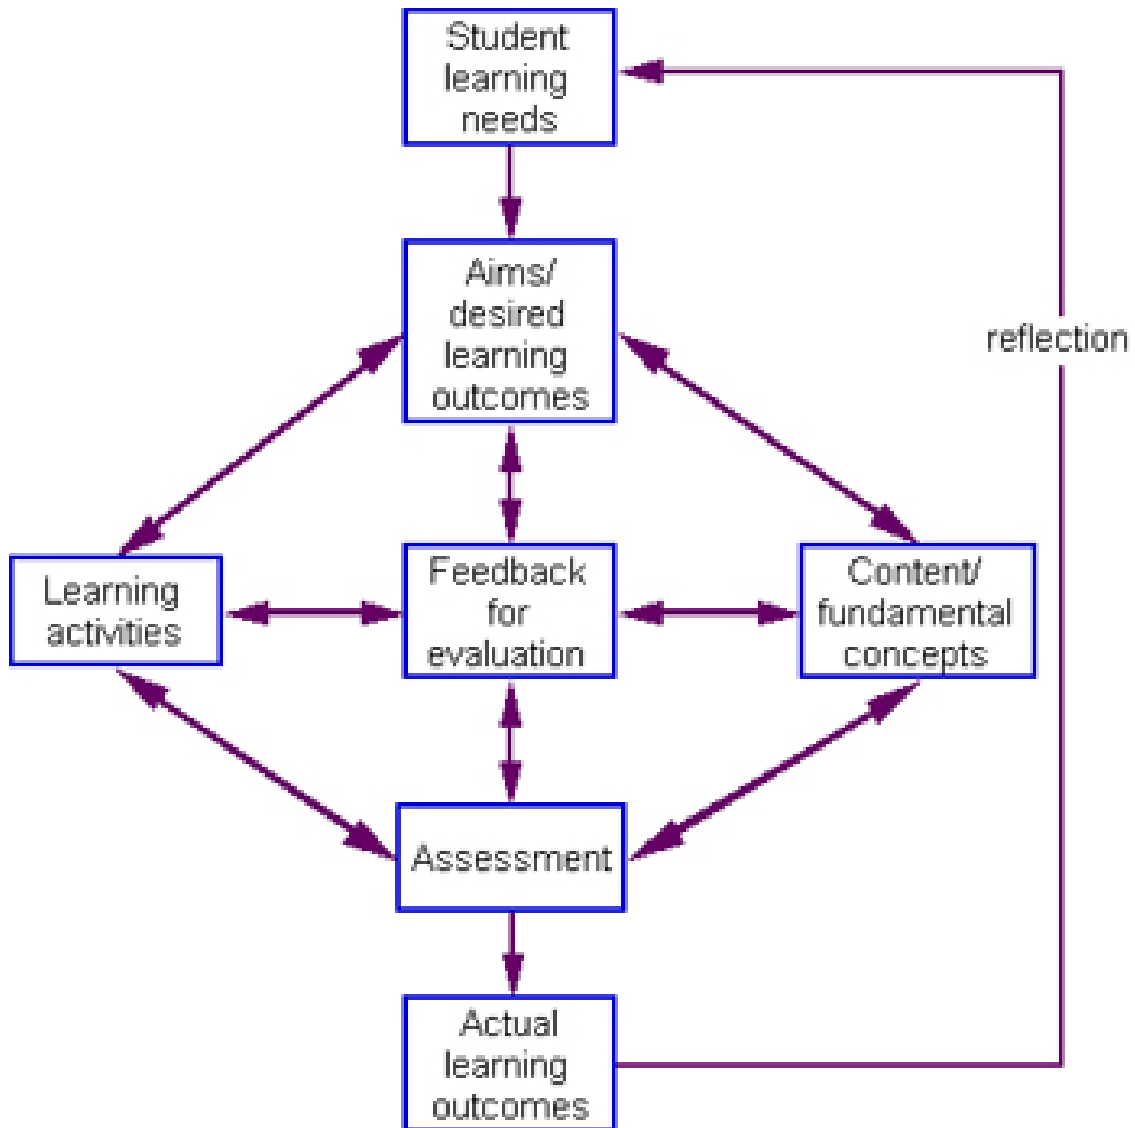 Student
learning
needs
Aims/
desired
learning
outcomes
reflection
Learning
activities
Feedback
for
evaluation
Content/
fundamental
concepts
Assessment
Actual
learning
outcomes